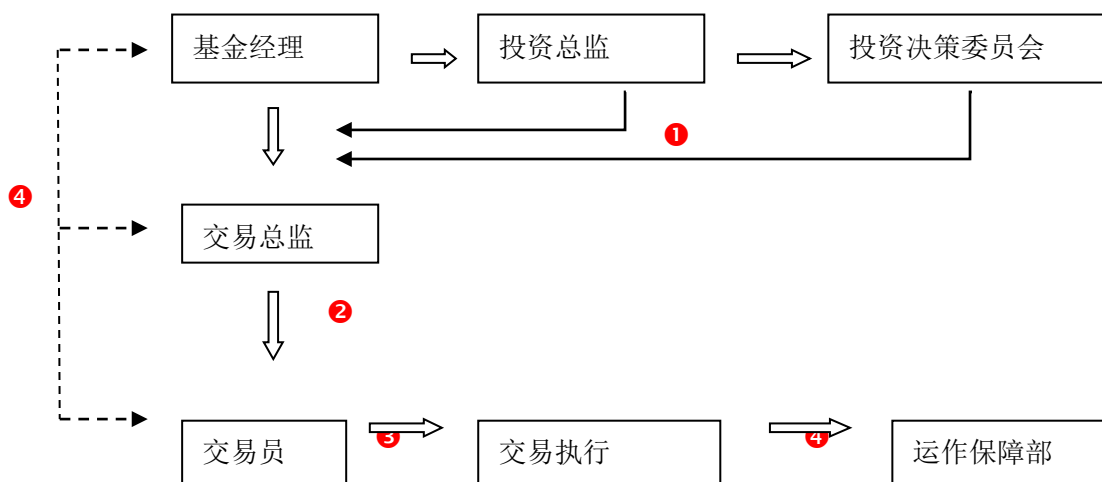 基金经理
投资总监
投资决策委员会
❶
❹
交易总监
❷
交易员
❸
交易执行
❹
运作保障部